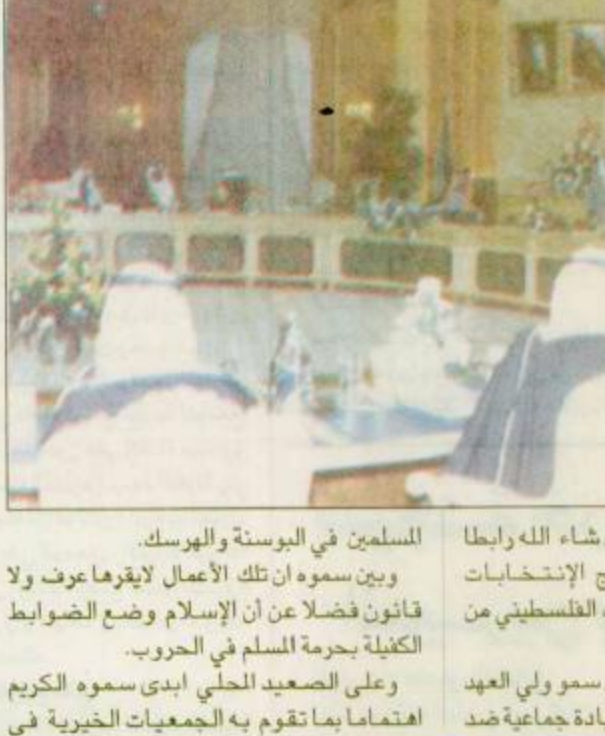 شاء الله رابطا
ج الإنتخابات
الفلسطيني من
سمو ولي العهد
ادة جماعية ضد
المسلمين في البوسنة والهرسك.
وبين سموه ان تلك الأعمال لايقرها عرف ولا
قانون فضلا عن أن الإسلام وضع الضوابط
الكفيلة بحرمة المسلم في الحروب.
وعلى الصعيد المحلي ابدى سموه الكريم
اهتماما بما تقوم به الجمعيات الخيرية في